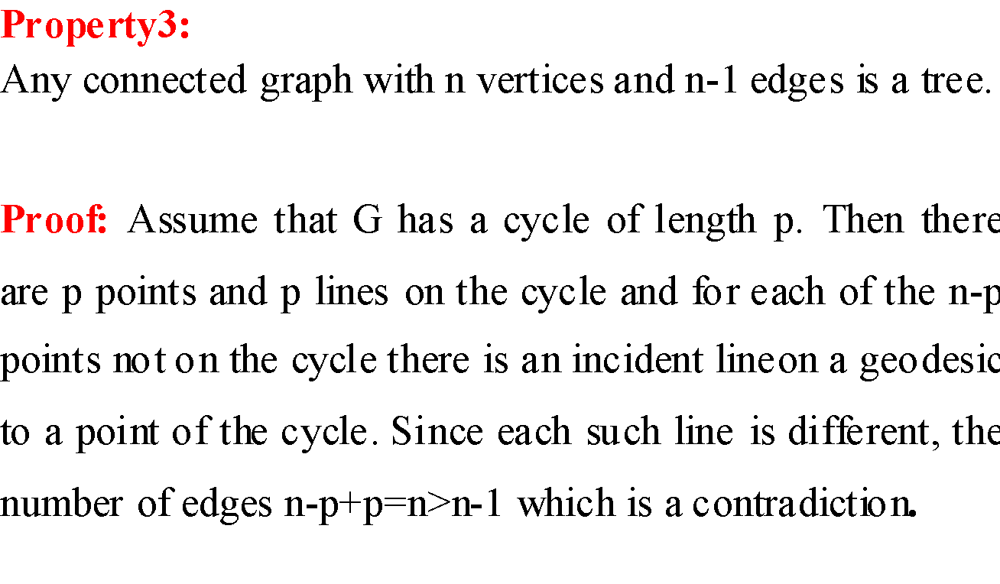 Property3:
Any connected graph with n vertices and n-1 edges is a tree.
Proof: Assume that G has a cycle of length p. Then there
are p points and p lines on the cycle and for each of the n-p
points not on the cycle there is an incident line on a geodesic
to a point of the cycle. Since each such line is different, the
number of edges n-p+p=n>n-1 which is a contradiction.